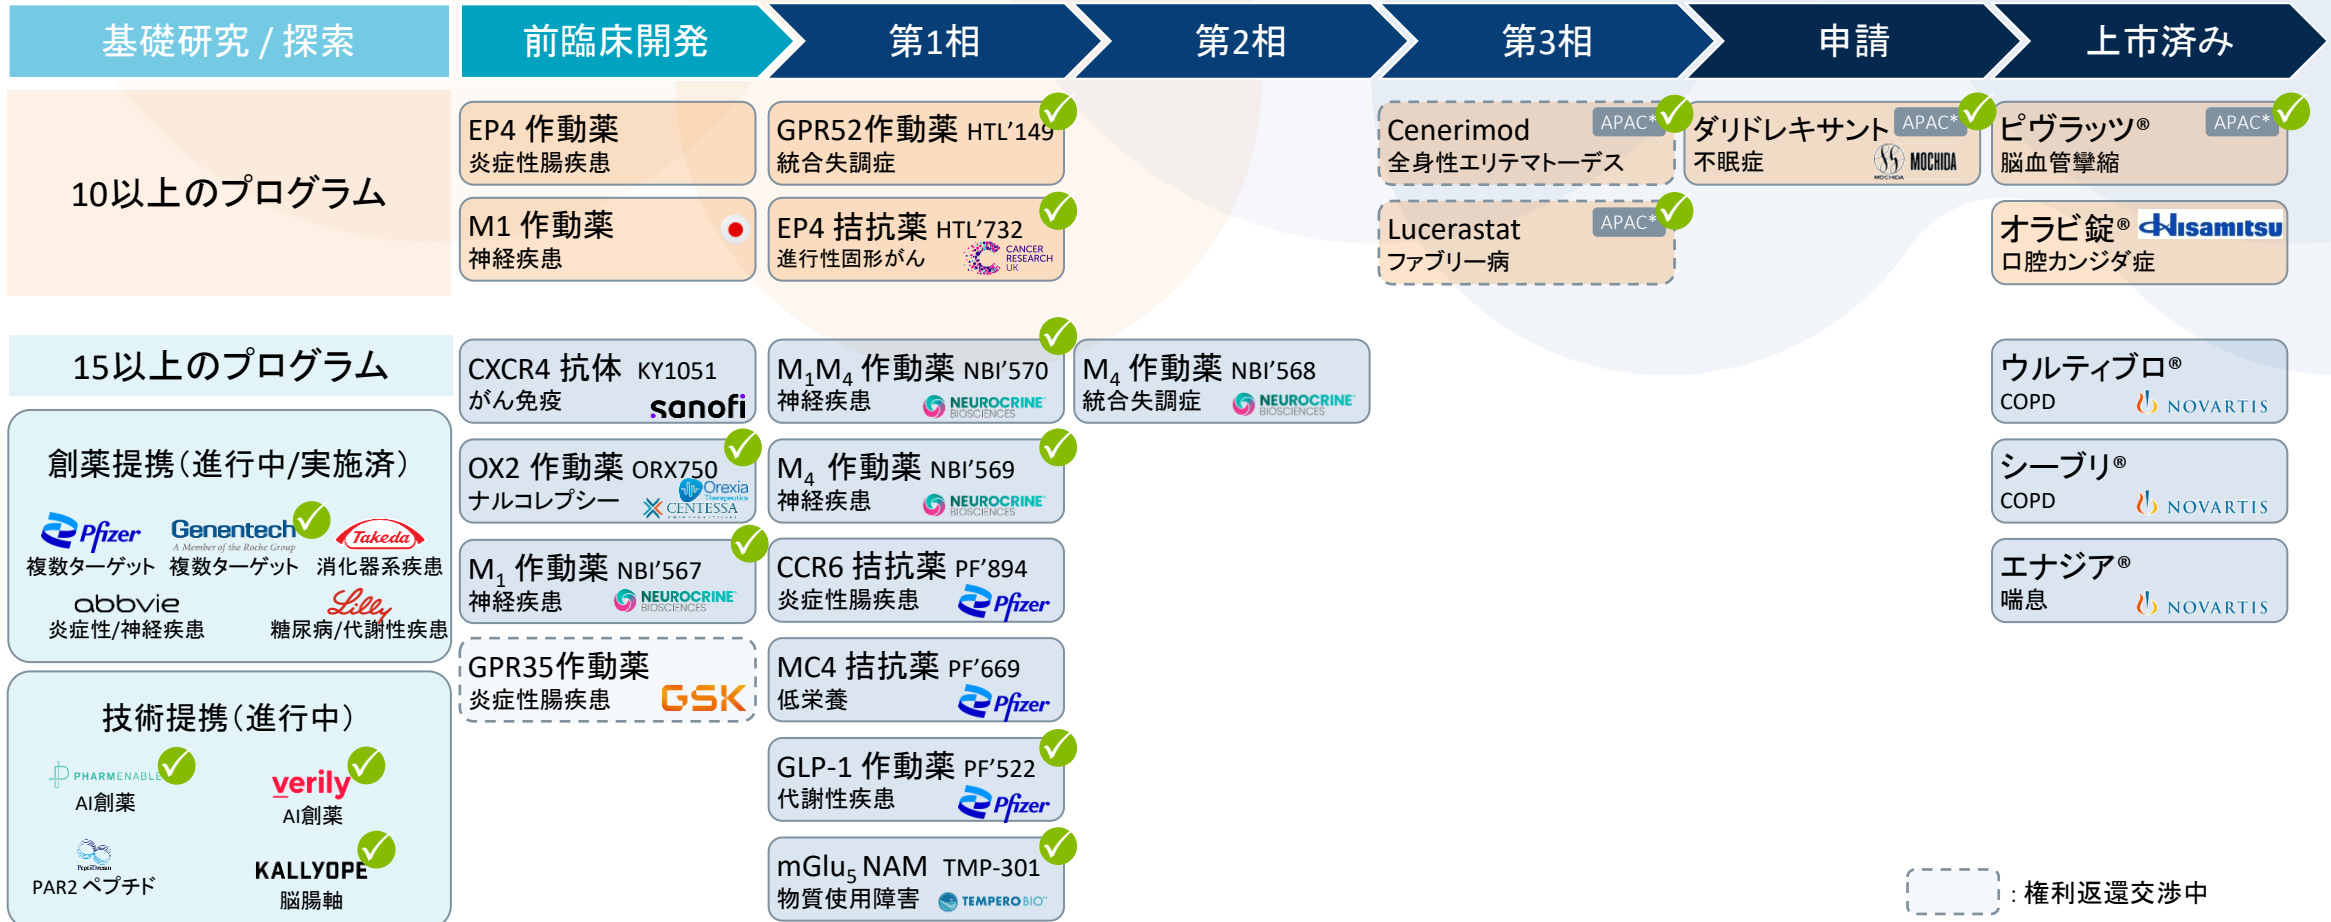 基礎研究 / 探索
前臨床開発
第1相
第2相
第3相
申請
上市済み
10以上のプログラム
EP4 作動薬
炎症性腸疾患
M1 作動薬
神経疾患
GPR52作動薬 HTL'149
統合失調症
EP4 拮抗薬 HTL'732
進行性固形がん
CANCER
RESEARCH
UK
Cenerimod APAC*
全身性エリテマトーデス
Lucerastat APAC*
ファブリー病
ダリドレキサント APAC*
不眠症
MOCHIDA MOCHIDA
ピヴラッツ® APAC*
脳血管攣縮
オラビ錠® Hisamitsu
口腔カンジダ症
15以上のプログラム
創薬提携(進行中/実施済)
Pfizer
複数ターゲット
Genentech
A Member of the Roche Group
複数ターゲット
Takeda
消化器系疾患
abbvie
炎症性/神経疾患
Lilly
糖尿病/代謝性疾患
技術提携(進行中)
PHARMENABLE
AI創薬
verily
AI創薬
PeptiDream
PAR2 ペプチド
KALLYOPE
脳腸軸
CXCR4 抗体 KY1051
がん免疫 sanofi
OX2 作動薬 ORX750
ナルコレプシー
Orexia
Therapeutics
CENTESSA
PHARMACEUTICALS
M1 作動薬 NBI'567
神経疾患 NEUROCRINE
BIOSCIENCES
GPR35作動薬
炎症性腸疾患 GSK
M1M4 作動薬 NBI'570
神経疾患 NEUROCRINE
BIOSCIENCES
M4 作動薬 NBI'569
神経疾患 NEUROCRINE
BIOSCIENCES
CCR6 拮抗薬 PF'894
炎症性腸疾患 Pfizer
MC4 拮抗薬 PF'669
低栄養 Pfizer
GLP-1 作動薬 PF'522
代謝性疾患 Pfizer
mGlu5 NAM TMP-301
物質使用障害 TEMPERO BIO
M4 作動薬 NBI'568
統合失調症 NEUROCRINE
BIOSCIENCES
ウルティブロ®
COPD NOVARTIS
シーブリ®
COPD NOVARTIS
エナジア®
喘息 NOVARTIS
: 権利返還交渉中